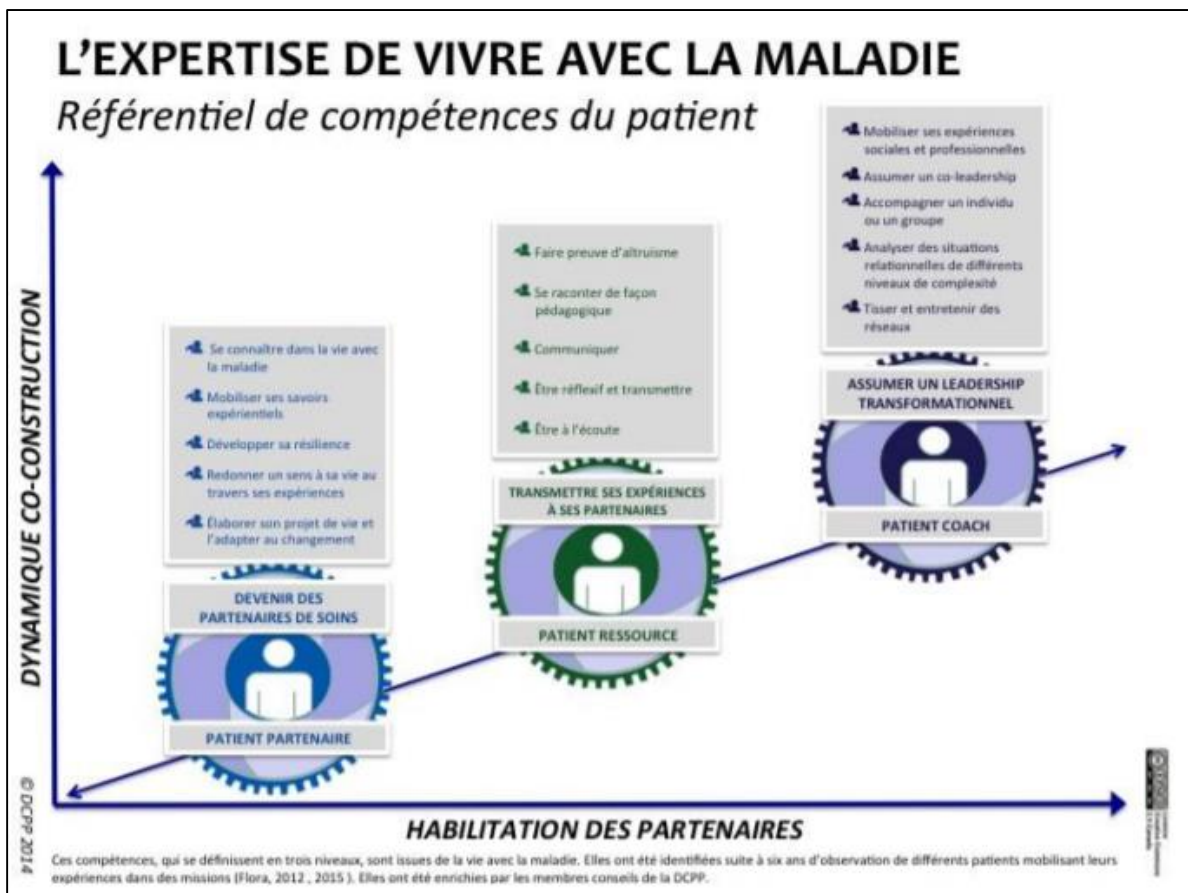 L'EXPERTISE DE VIVRE AVEC LA MALADIE
Référentiel de compétences du patient
DYNAMIQUE CO-CONSTRUCTION
Se connaître dans la vie avec
la maladie
Mobiliser ses savoirs
expérientiels
Développer sa résilience
Redonner un sens à sa vie au
travers ses expériences
Élaborer son projet de vie et
l'adapter au changement
DEVENIR DES
PARTENAIRES DE SOINS
PATIENT PARTENAIRE
Faire preuve d'altruisme
Se raconter de façon
pédagogique
Communiquer
Être réflexif et transmettre
Être à l'écoute
TRANSMETTRE SES EXPÉRIENCES
À SES PARTENAIRES
PATIENT RESSOURCE
Mobiliser ses expériences
sociales et professionnelles
Assumer un co-leadership
Accompagner un individu
ou un groupe
Analyser des situations
relationnelles de différents
niveaux de complexité
Tisser et entretenir des
réseaux
ASSUMER UN LEADERSHIP
TRANSFORMATIONNEL
PATIENT COACH
HABILITATION DES PARTENAIRES
© DCPP 2014
Ces compétences, qui se définissent en trois niveaux, sont issues de la vie avec la maladie. Elles ont été identifiées suite à six ans d'observation de différents patients mobilisant leurs
expériences dans des missions (Flora, 2012 , 2015 ). Elles ont été enrichies par les membres conseils de la DCPP.